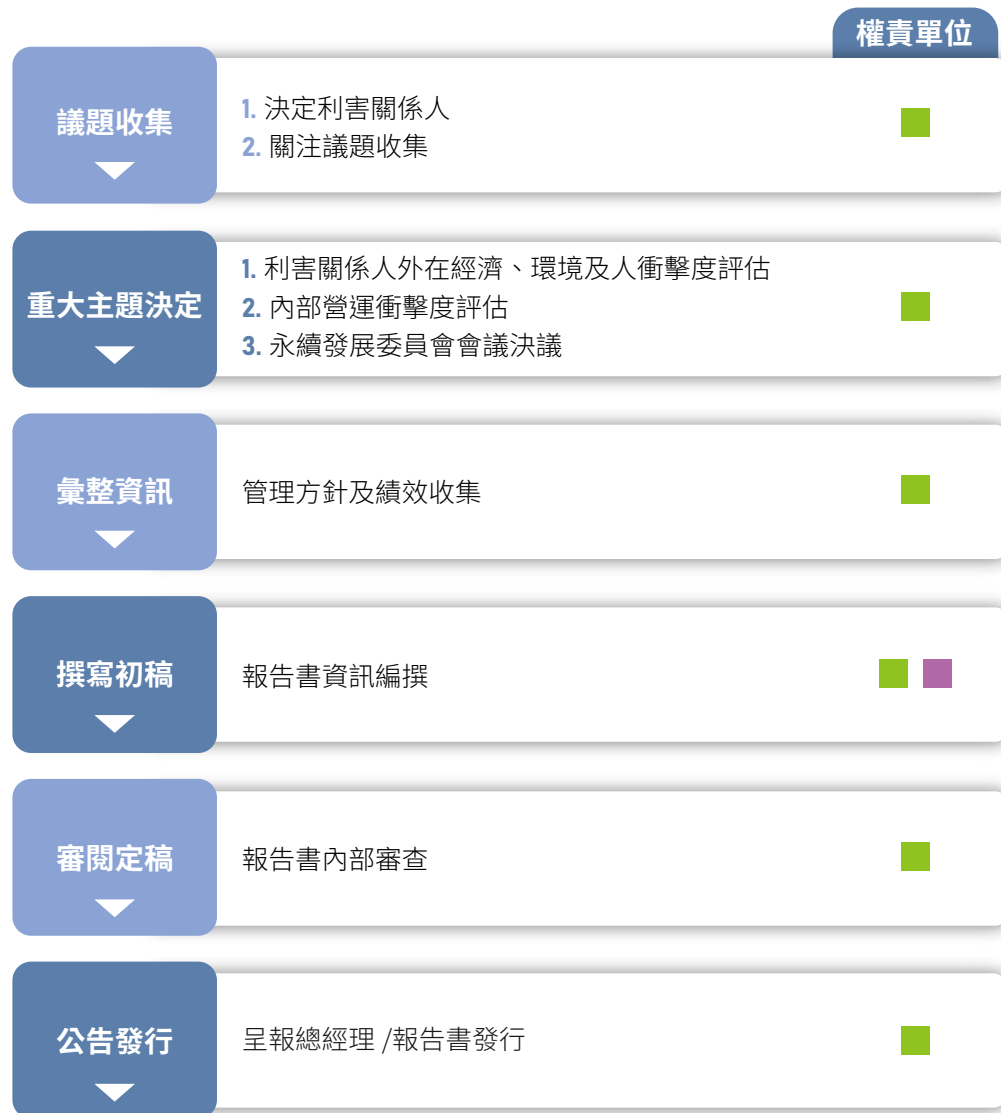 權責單位
議題收集
1. 決定利害關係人
2. 關注議題收集
重大主題決定
1. 利害關係人外在經濟、環境及人衝擊度評估
2. 內部營運衝擊度評估
3. 永續發展委員會會議決議
彙整資訊
管理方針及績效收集
撰寫初稿
報告書資訊編撰
審閱定稿
報告書內部審查
公告發行
呈報總經理 /報告書發行